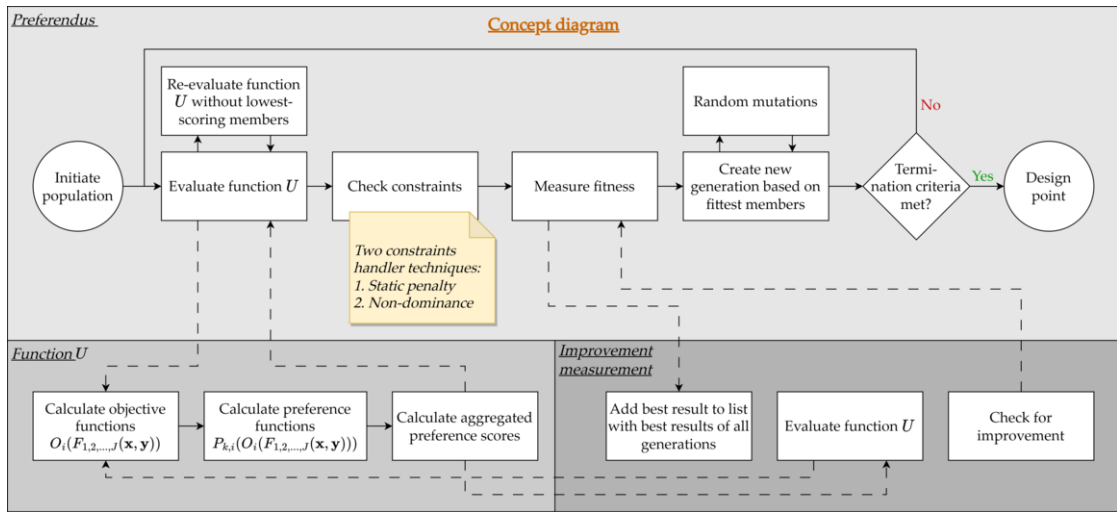 Preferendus
Concept diagram
Re-evaluate function
U without lowest-
scoring members
Random mutations
No
Initiate
population
Evaluate function U
Check constraints
Measure fitness
Create new
generation based on
fittest members
Termi-
nation criteria
met?
Yes
Design
point
Two constraints
handler techniques:
1. Static penalty
2. Non-dominance
Function U
Calculate objective
functions
O_i(F_{1,2,...,J}(x, y))
Calculate preference
functions
P_{k,i}(O_i(F_{1,2,...,J}(x, y)))
Calculate aggregated
preference scores
Improvement
measurement
Add best result to list
with best results of all
generations
Evaluate function U
Check for
improvement